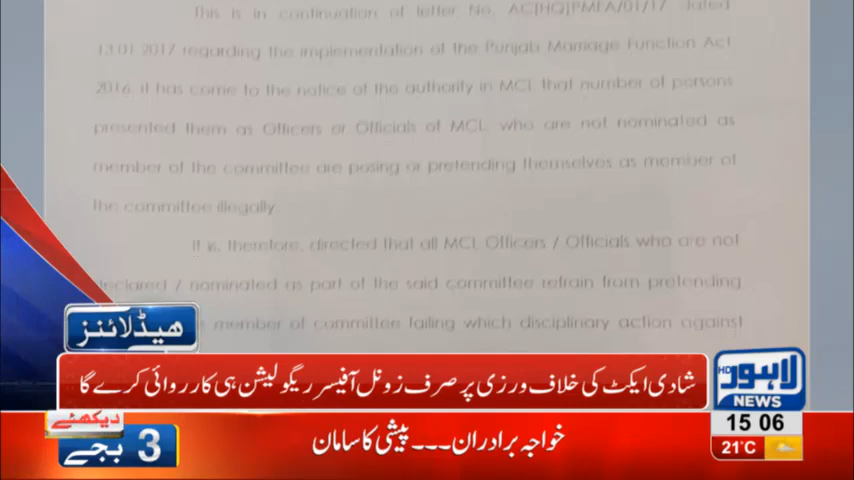 This is in continuation of letter No. AC(HQ)PMFA/01/17 dated
13.01.2017 regarding the implementation of the Punjab Marriage Function Act
2016, it has come to the notice of the authority in MCL that number of persons
presented them as Officers or Officials of MCL, who are not nominated as
member of the committee are posing or pretending themselves as member of
the committee illegally.
It is, therefore, directed that all MCL Officers / Officials who are not
declared / nominated as part of the said committee refrain from pretending
member of committee failing which disciplinary action against
ہیڈلائنز
شادی ایکٹ کی خلاف ورزی پر صرف زونل آفیسر ریگولیشن ہی کارروائی کرے گا
HD لاہور
NEWS
دیکھئے
3 بجے
خواجہ برادران۔۔۔ پیشی کا سامان
15 06
21°C